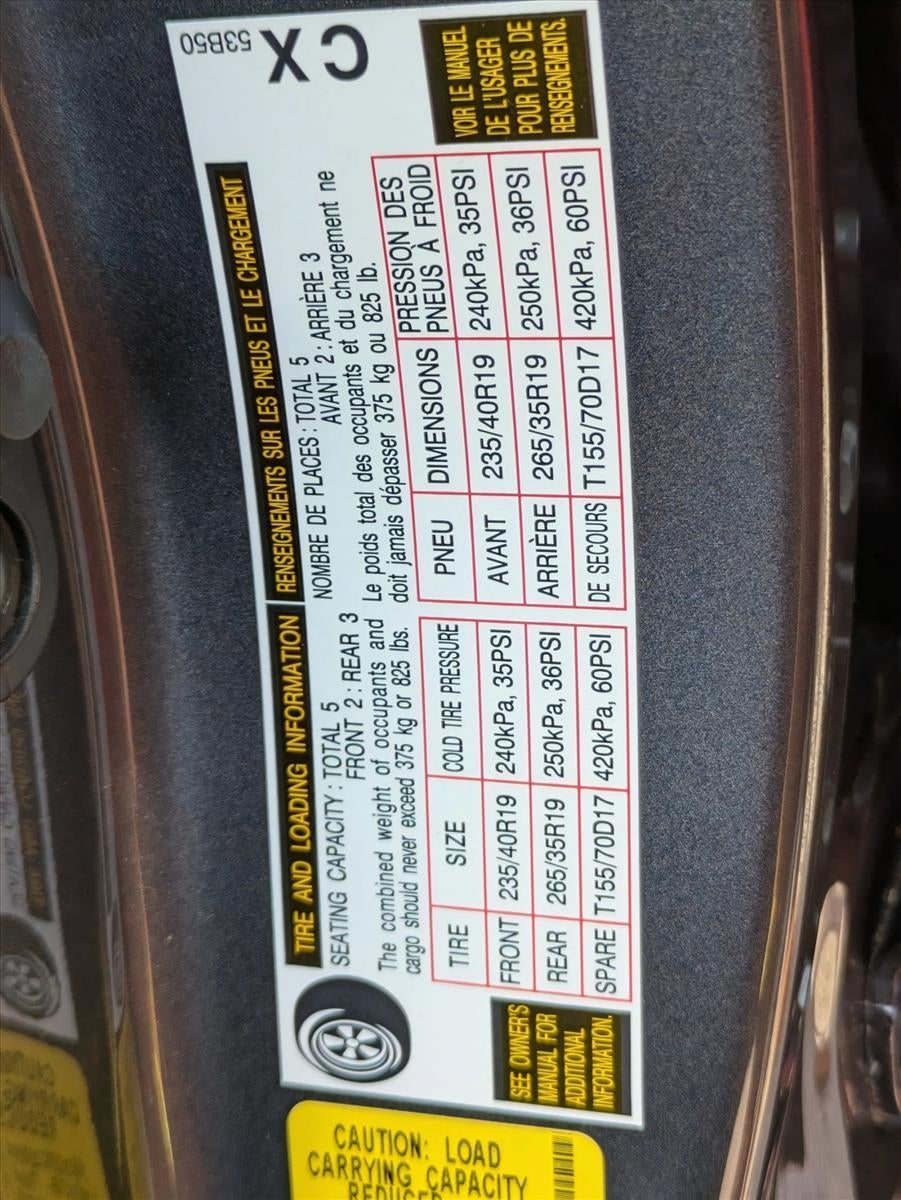 CAUTION: LOAD
CARRYING CAPACITY
REDUCED
TIRE AND LOADING INFORMATION
SEATING CAPACITY : TOTAL 5
FRONT 2 : REAR 3
The combined weight of occupants and
cargo should never exceed 375 kg or 825 lbs.
TIRE SIZE COLD TIRE PRESSURE
FRONT 235/40R19 240kPa, 35PSI
REAR 265/35R19 250kPa, 36PSI
SPARE T155/70D17 420kPa, 60PSI
SEE OWNER'S
MANUAL FOR
ADDITIONAL
INFORMATION.
RENSEIGNEMENTS SUR LES PNEUS ET LE CHARGEMENT
NOMBRE DE PLACES : TOTAL 5
AVANT 2 : ARRIÈRE 3
Le poids total des occupants et du chargement ne
doit jamais dépasser 375 kg ou 825 lb.
PNEU DIMENSIONS PRESSION DES
PNEUS À FROID
AVANT 235/40R19 240kPa, 35PSI
ARRIÈRE 265/35R19 250kPa, 36PSI
DE SECOURS T155/70D17 420kPa, 60PSI
VOIR LE MANUEL
DE L'USAGER
POUR PLUS DE
RENSEIGNEMENTS.
53B50
CX